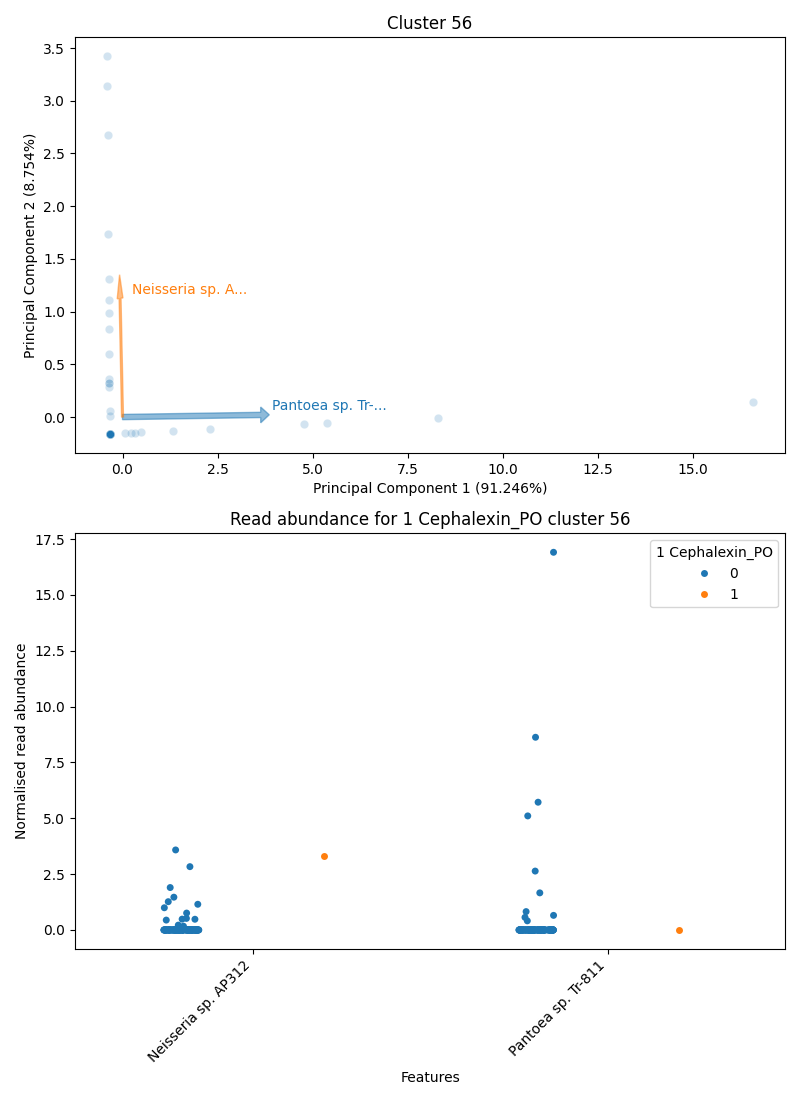 Cluster 56
3.5
3.0
2.5
2.0
1.5
1.0
0.5
0.0
Principal Component 2 (8.754%)
Neisseria sp. A...
Pantoea sp. Tr-...
0.0 2.5 5.0 7.5 10.0 12.5 15.0
Principal Component 1 (91.246%)
Read abundance for 1 Cephalexin_PO cluster 56
17.5
15.0
12.5
10.0
7.5
5.0
2.5
0.0
Normalised read abundance
1 Cephalexin_PO
0
1
Neisseria sp. AP312
Pantoea sp. Tr-811
Features